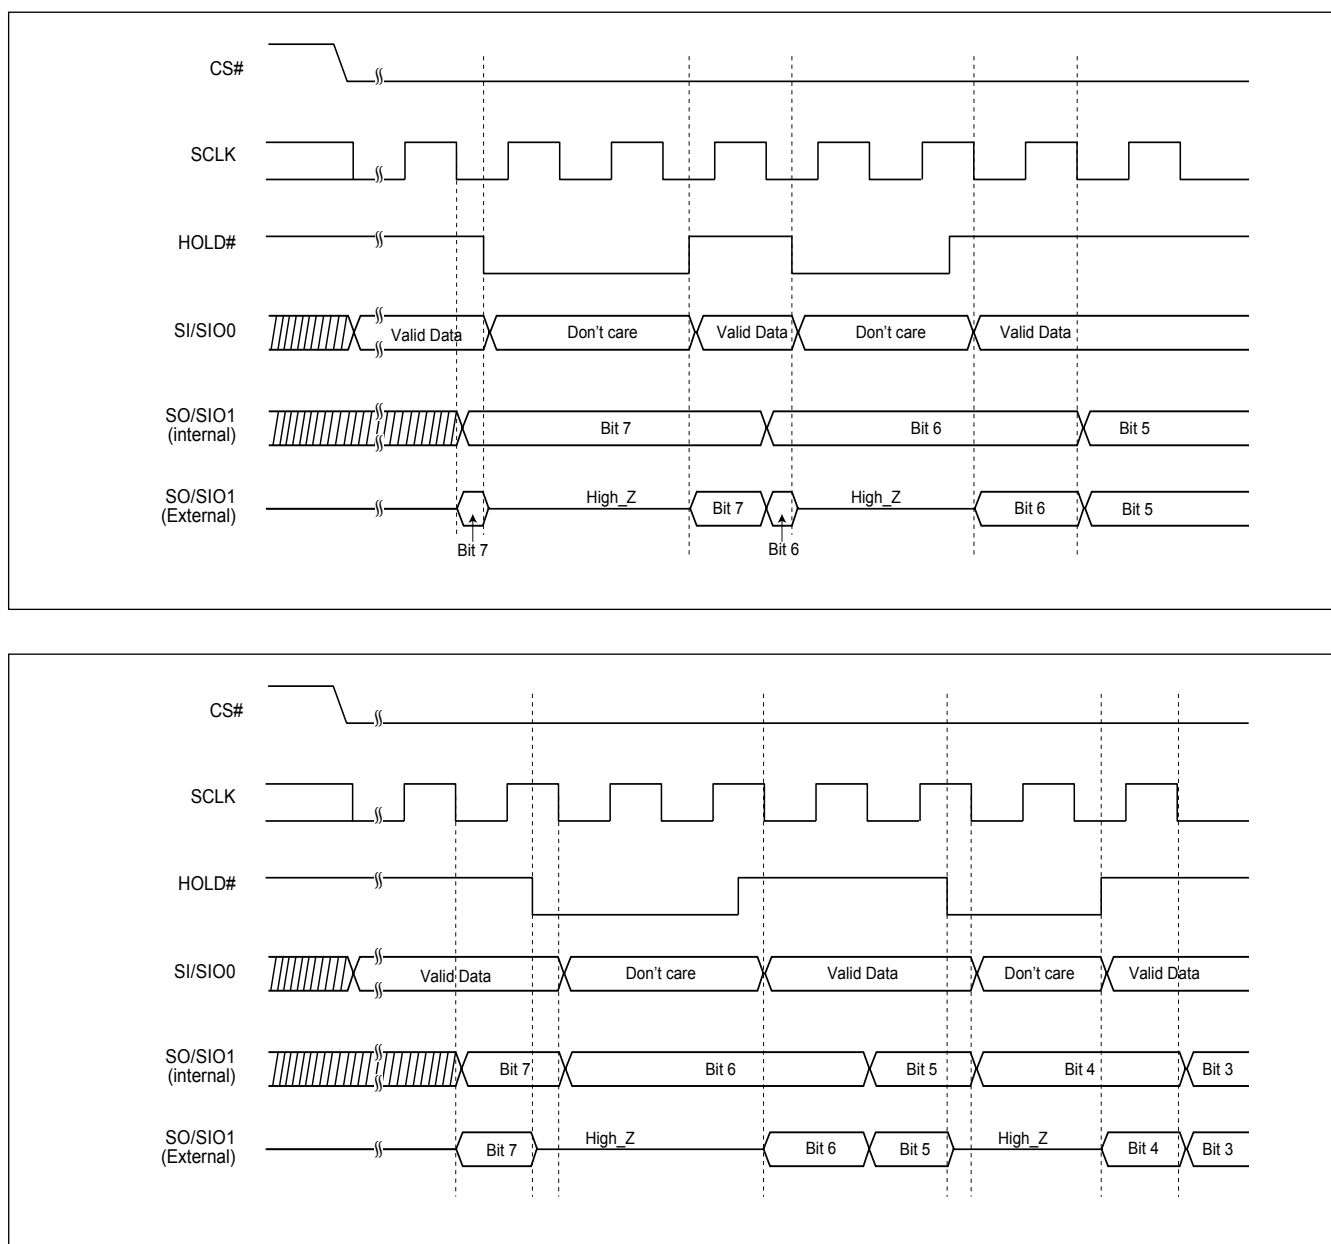 CS#
SCLK
HOLD#
SI/SIO0
Valid Data
Don't care
Valid Data
Don't care
Valid Data
SO/SIO1
(internal)
Bit 7
Bit 6
Bit 5
SO/SIO1
(External)
High_Z
Bit 7
High_Z
Bit 6
Bit 5
Bit 7
Bit 6
CS#
SCLK
HOLD#
SI/SIO0
Valid Data
Don't care
Valid Data
Don't care
Valid Data
SO/SIO1
(internal)
Bit 7
Bit 6
Bit 5
Bit 4
Bit 3
SO/SIO1
(External)
Bit 7
High_Z
Bit 6
Bit 5
High_Z
Bit 4
Bit 3